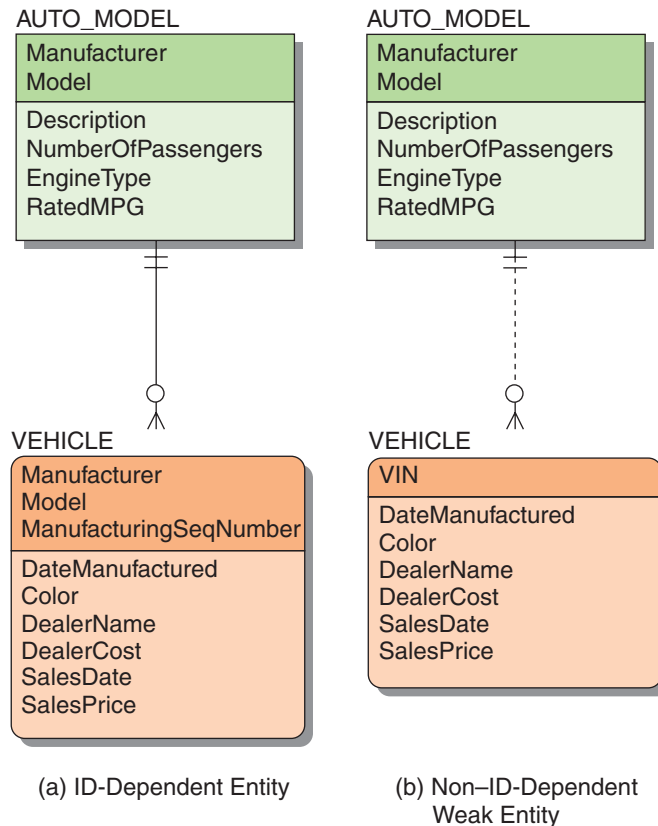 AUTO_MODEL
Manufacturer
Model
Description
NumberOfPassengers
EngineType
RatedMPG
VEHICLE
Manufacturer
Model
ManufacturingSeqNumber
DateManufactured
Color
DealerName
DealerCost
SalesDate
SalesPrice
(a) ID-Dependent Entity
AUTO_MODEL
Manufacturer
Model
Description
NumberOfPassengers
EngineType
RatedMPG
VEHICLE
VIN
DateManufactured
Color
DealerName
DealerCost
SalesDate
SalesPrice
(b) Non–ID-Dependent
Weak Entity